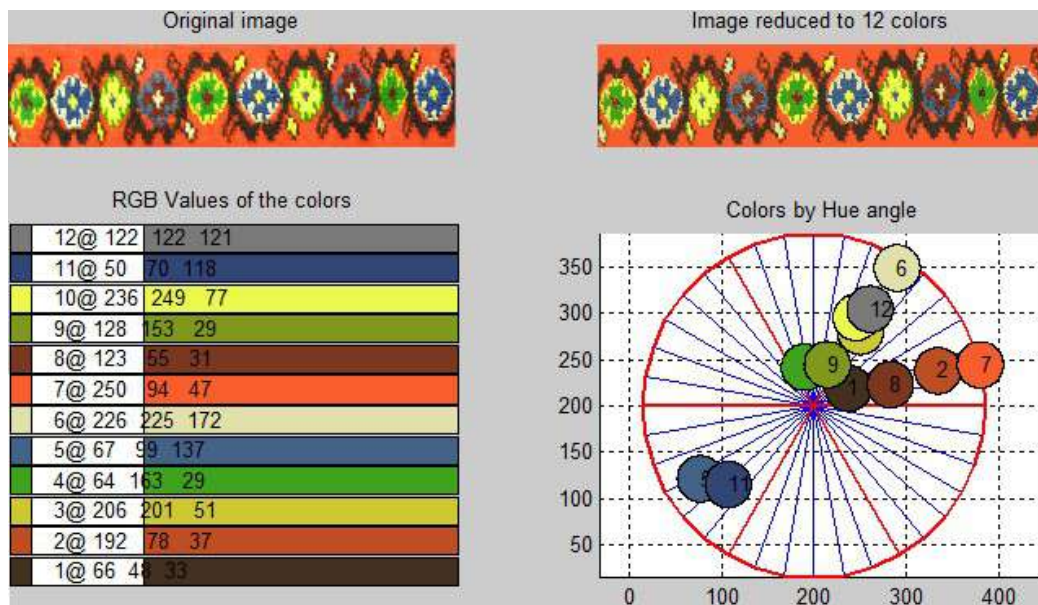 Original image
Image reduced to 12 colors
RGB Values of the colors
12@ 122 122 121
11@ 50 70 118
10@ 236 249 77
9@ 128 153 29
8@ 123 55 31
7@ 250 94 47
6@ 226 225 172
5@ 67 99 137
4@ 64 163 29
3@ 206 201 51
2@ 192 78 37
1@ 66 48 33
Colors by Hue angle
350
300
250
200
150
100
50
0 100 200 300 400
6
12
9
1
8
2
7
5
11